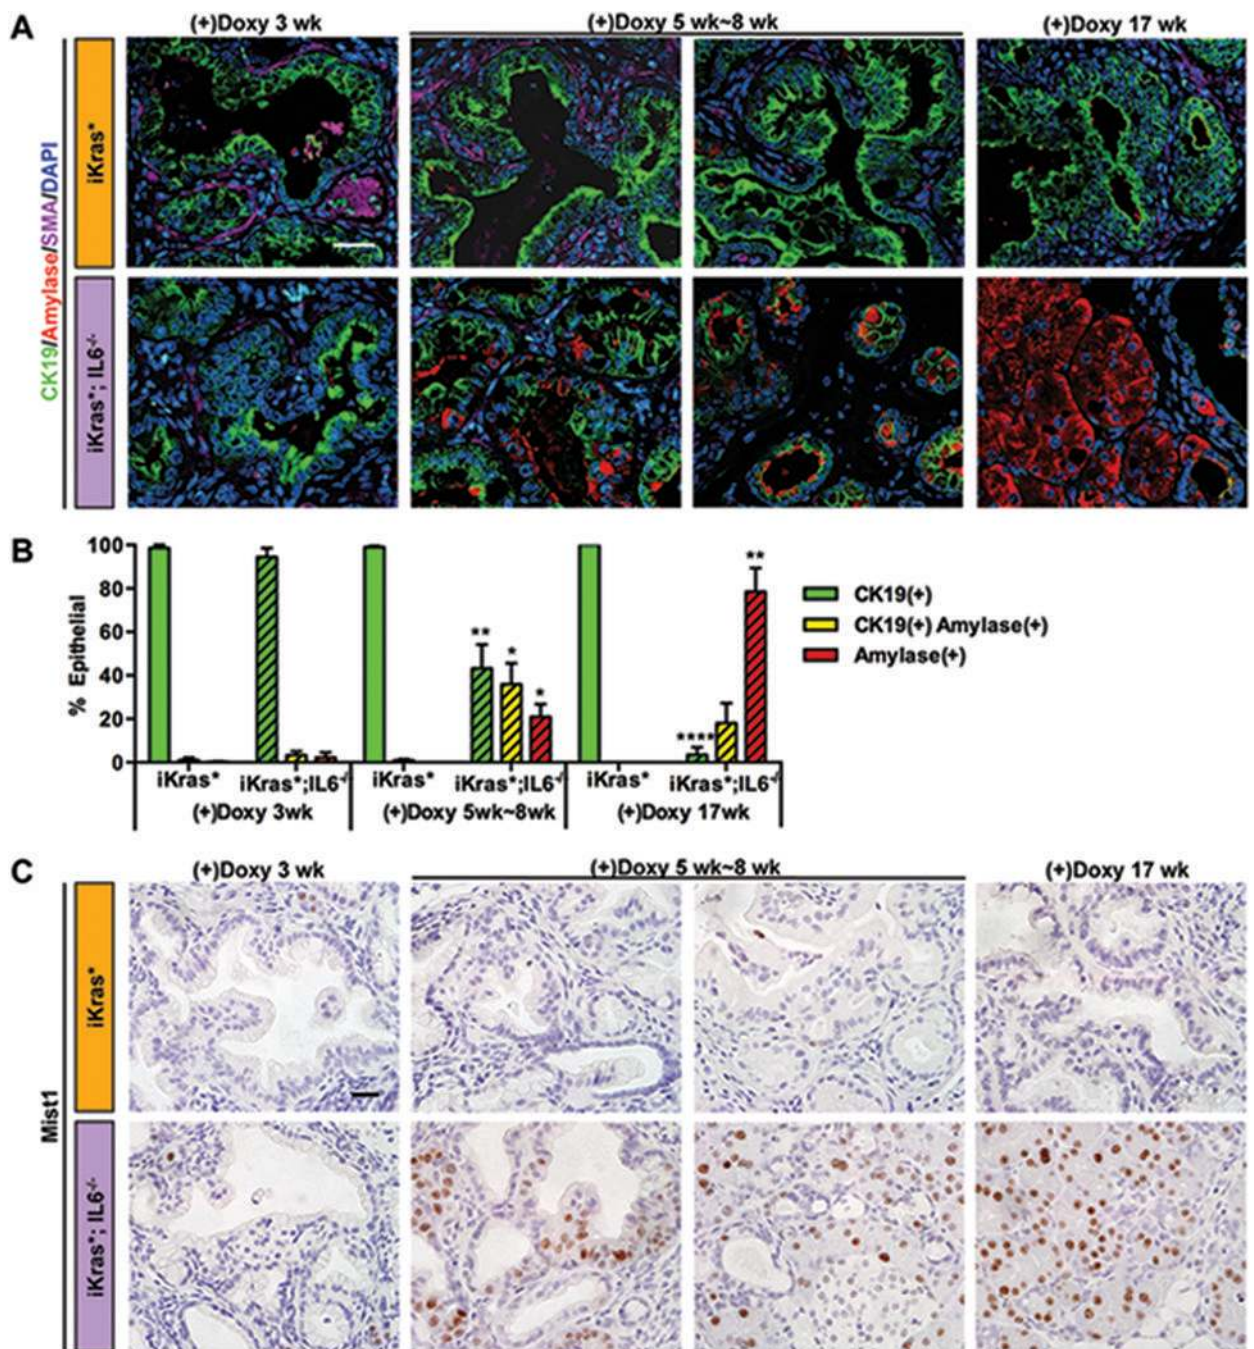 A
(+)Doxy 3 wk
(+)Doxy 5 wk~8 wk
(+)Doxy 17 wk
CK19/Amylase/SMA/DAPI
iKras*
iKras*; IL6-/-
B
% Epithelial
100
80
60
40
20
0
**
*
*
****
**
CK19(+)
CK19(+) Amylase(+)
Amylase(+)
iKras* iKras*;IL6-/- iKras* iKras*;IL6-/- iKras* iKras*;IL6-/-
(+)Doxy 3wk (+)Doxy 5wk~8wk (+)Doxy 17wk
C
(+)Doxy 3 wk
(+)Doxy 5 wk~8 wk
(+)Doxy 17 wk
Mist1
iKras*
iKras*; IL6-/-